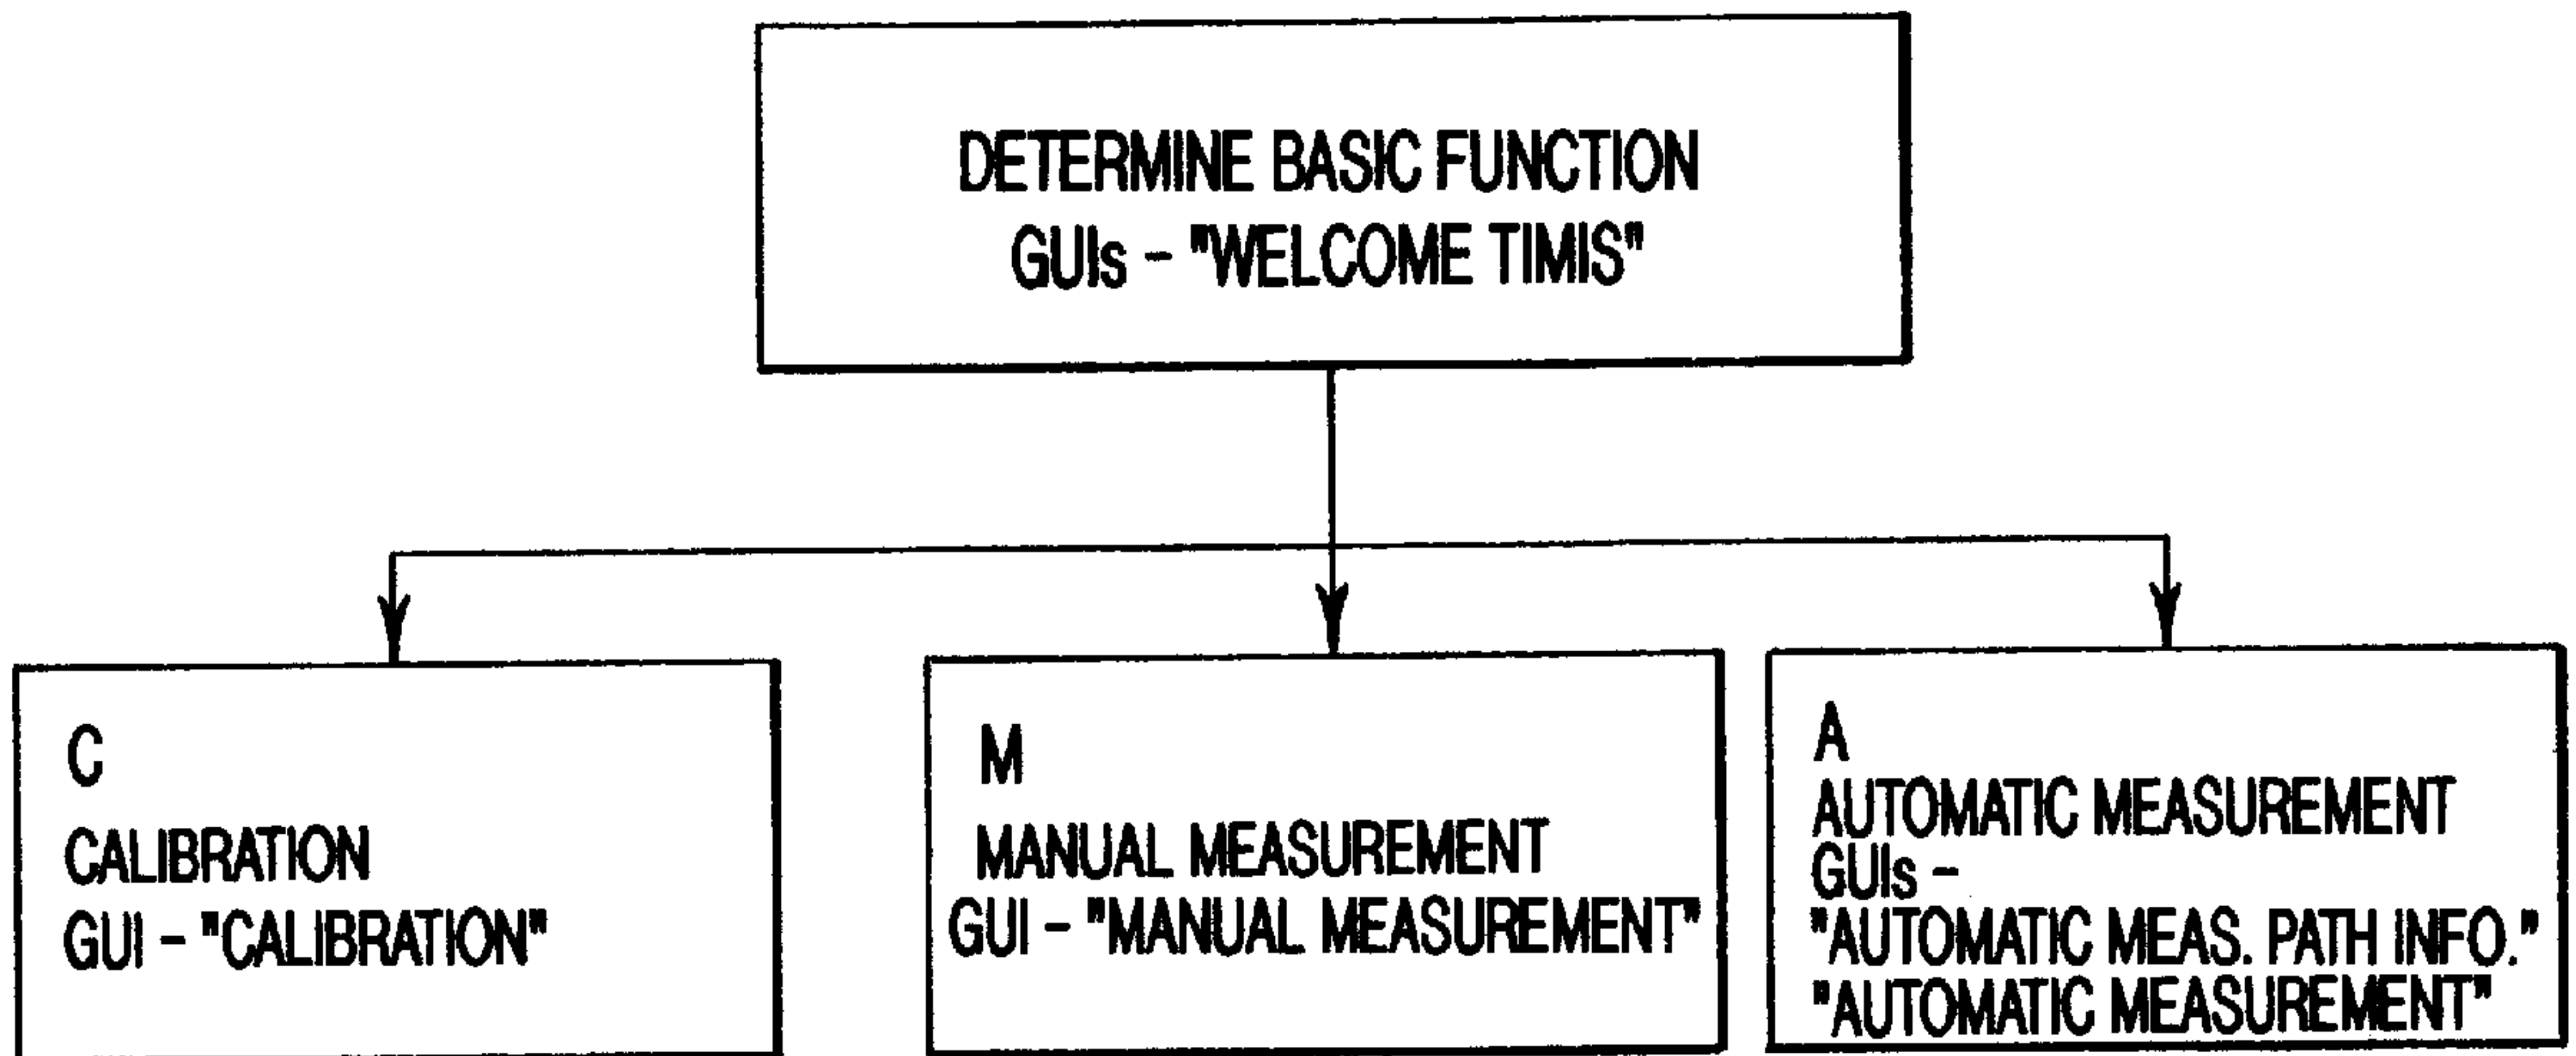 DETERMINE BASIC FUNCTION
GUIs - "WELCOME TIMIS"
C
CALIBRATION
GUI - "CALIBRATION"
M
MANUAL MEASUREMENT
GUI - "MANUAL MEASUREMENT"
A
AUTOMATIC MEASUREMENT
GUIs -
"AUTOMATIC MEAS. PATH INFO."
"AUTOMATIC MEASUREMENT"